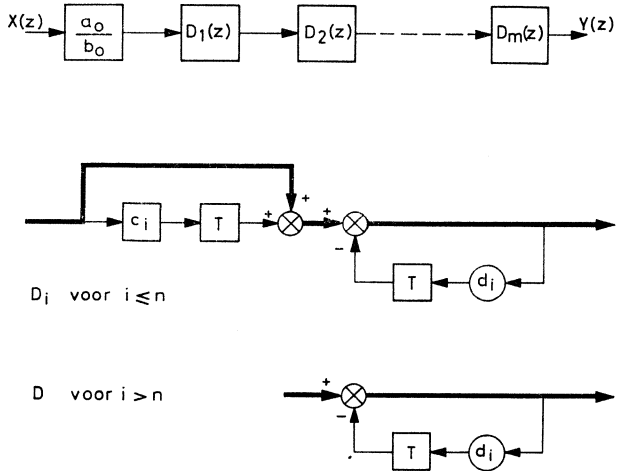 X(z) a₀/b₀ D₁(z) D₂(z) Dₘ(z) Y(z)
+
cᵢ T + + −
T dᵢ
Dᵢ voor i ≤ n
+
D voor i > n
−
T dᵢ